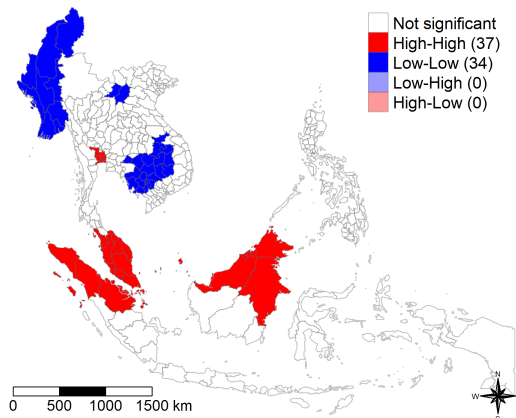 Not significant
High-High (37)
Low-Low (34)
Low-High (0)
High-Low (0)
N
W E
S
0 500 1000 1500 km